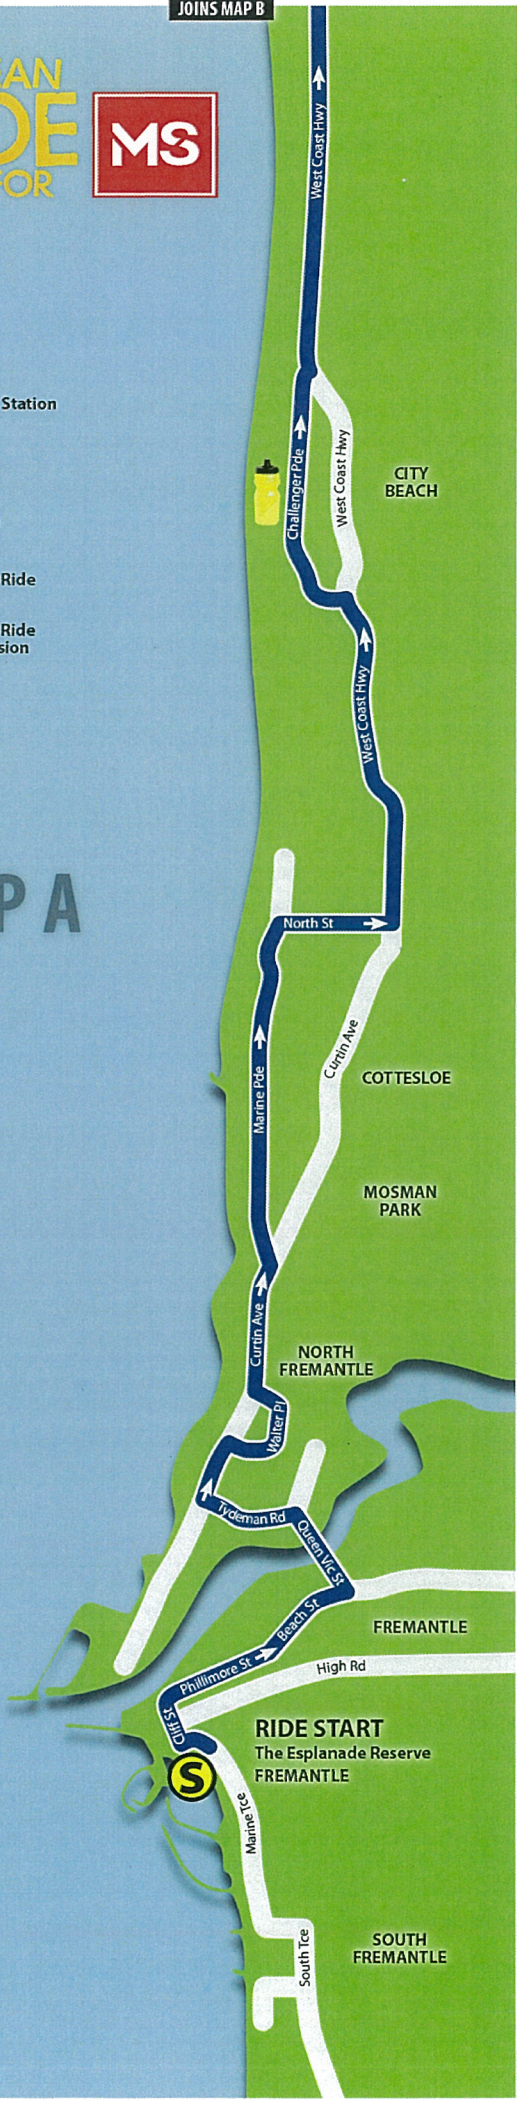 JOINS MAP B
EAN
DE
FOR
MS
West Coast Hwy
Station
West Coast Hwy
Challenger Pde
CITY
BEACH
Ride
Ride
sion
West Coast Hwy
P A
North St
Curtin Ave
COTTESLOE
Marine Pde
MOSMAN
PARK
Curtin Ave
NORTH
FREMANTLE
Walter Pl
Tydeman Rd
Queen Vic St
Beach St
FREMANTLE
Phillimore St
High Rd
Cliff St
RIDE START
The Esplanade Reserve
FREMANTLE
S
Marine Tce
SOUTH
FREMANTLE
South Tce